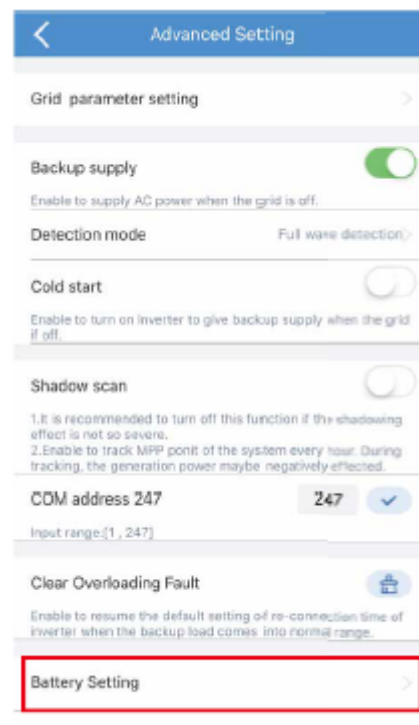 Advanced Setting
Grid parameter setting
Backup supply
Enable to supply AC power when the grid is off.
Detection mode Full wave detection
Cold start
Enable to turn on Inverter to give backup supply when the grid
if off.
Shadow scan
1.It is recommended to turn off this function if the shadowing
effect is not so severe.
2.Enable to track MPP ponit of the system every hour. During
tracking, the generation power maybe negatively effected.
COM address 247 247
Input range:[1 , 247]
Clear Overloading Fault
Enable to resume the default setting of re-connection time of
inverter when the backup load comes into normal range.
Battery Setting